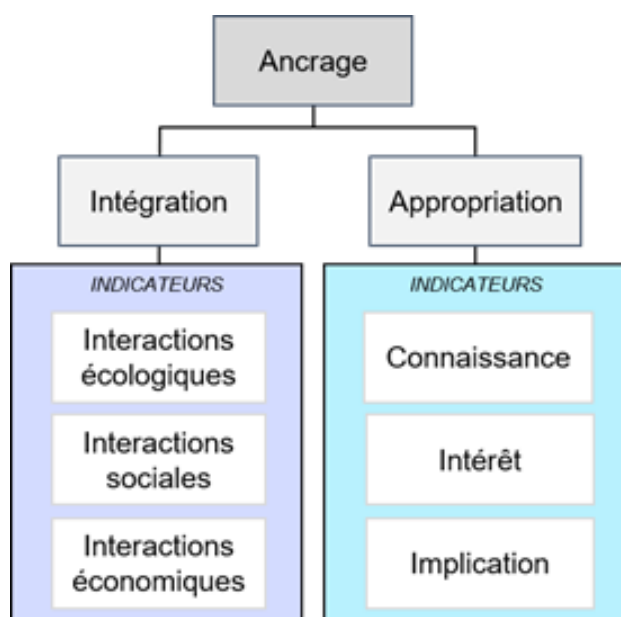 Ancrage
Intégration
Appropriation
INDICATEURS
Interactions
écologiques
Interactions
sociales
Interactions
économiques
INDICATEURS
Connaissance
Intérêt
Implication